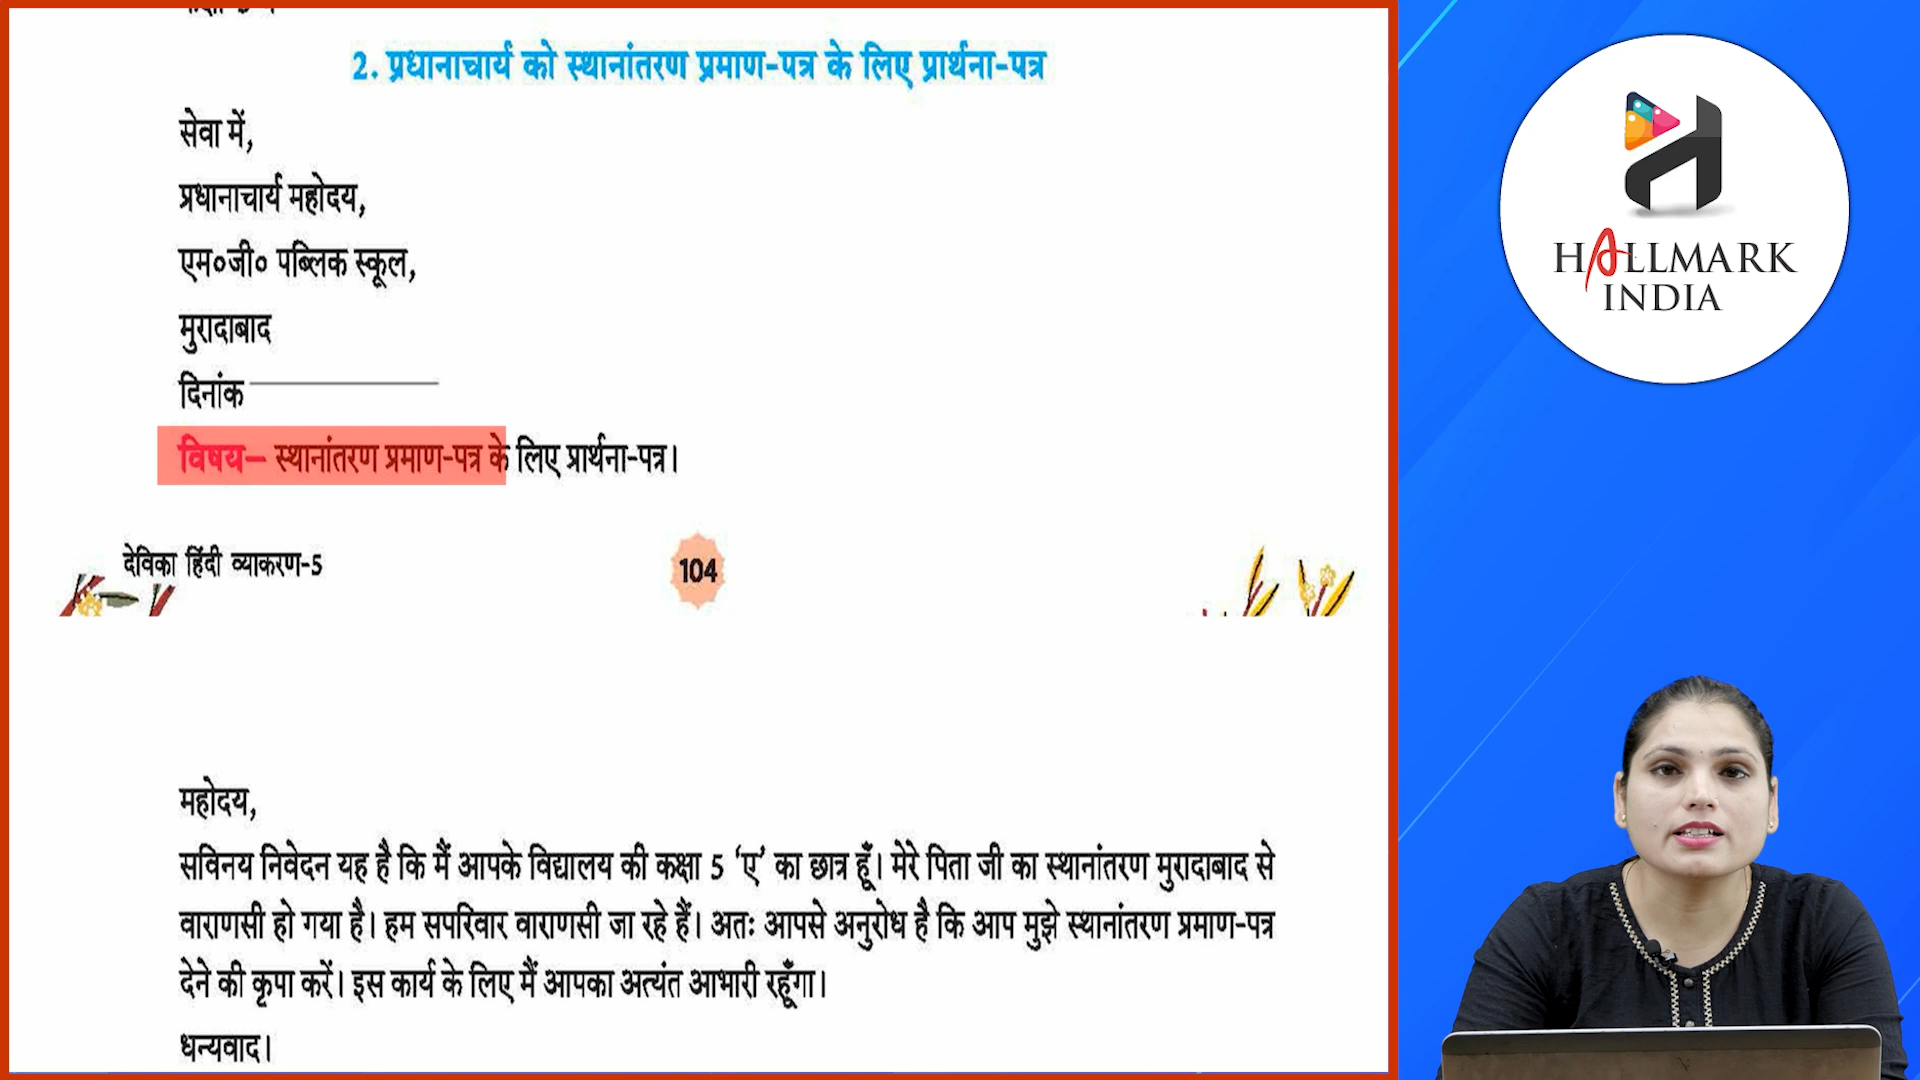 2. प्रधानाचार्य को स्थानांतरण प्रमाण-पत्र के लिए प्रार्थना-पत्र
सेवा में,
प्रधानाचार्य महोदय,
एम०जी० पब्लिक स्कूल,
मुरादाबाद
दिनांक
विषय– स्थानांतरण प्रमाण-पत्र के लिए प्रार्थना-पत्र।
देविका हिंदी व्याकरण-5
104
महोदय,
सविनय निवेदन यह है कि मैं आपके विद्यालय की कक्षा 5 ‘ए’ का छात्र हूँ। मेरे पिता जी का स्थानांतरण मुरादाबाद से
वाराणसी हो गया है। हम सपरिवार वाराणसी जा रहे हैं। अतः आपसे अनुरोध है कि आप मुझे स्थानांतरण प्रमाण-पत्र
देने की कृपा करें। इस कार्य के लिए मैं आपका अत्यंत आभारी रहूँगा।
धन्यवाद।
HALLMARK
INDIA